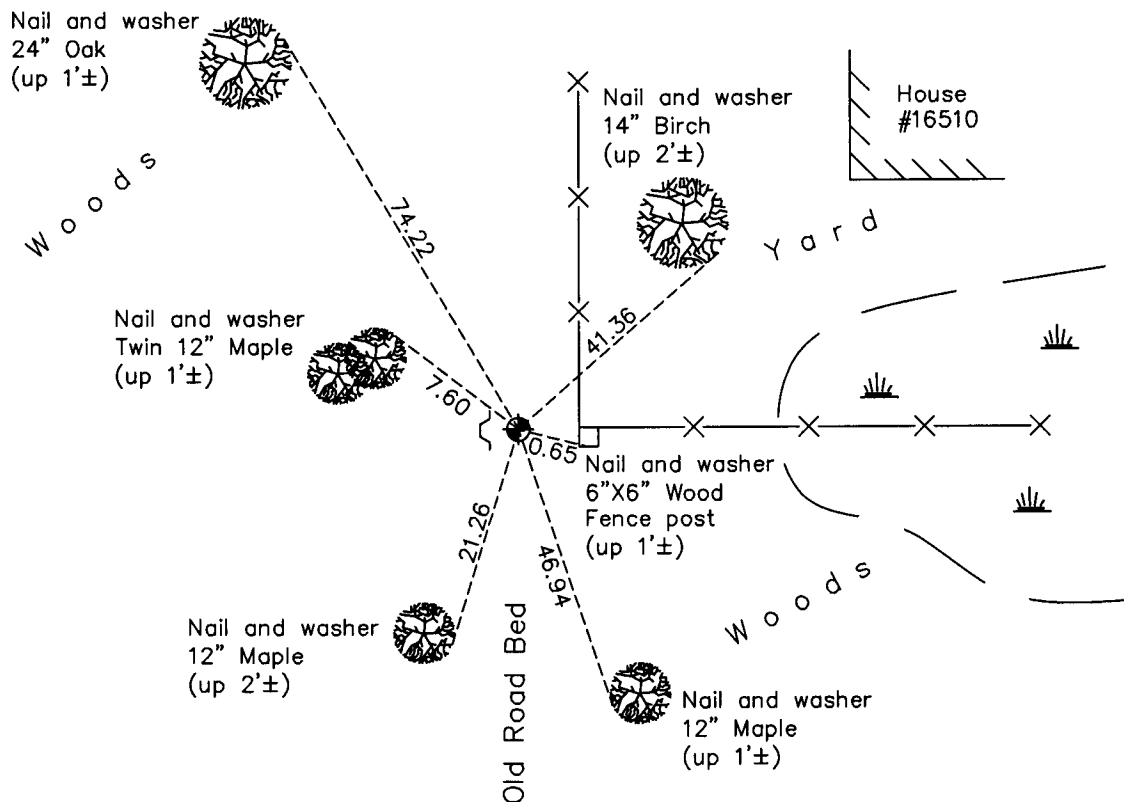 Nail and washer
24" Oak
(up 1'±)
Nail and washer
14" Birch
(up 2'±)
House
#16510
Woods
Yard
74.22
41.36
Nail and washer
Twin 12" Maple
(up 1'±)
7.60
0.65
Nail and washer
6"X6" Wood
Fence post
(up 1'±)
21.26
46.94
Woods
Nail and washer
12" Maple
(up 2'±)
Old Road Bed
Nail and washer
12" Maple
(up 1'±)